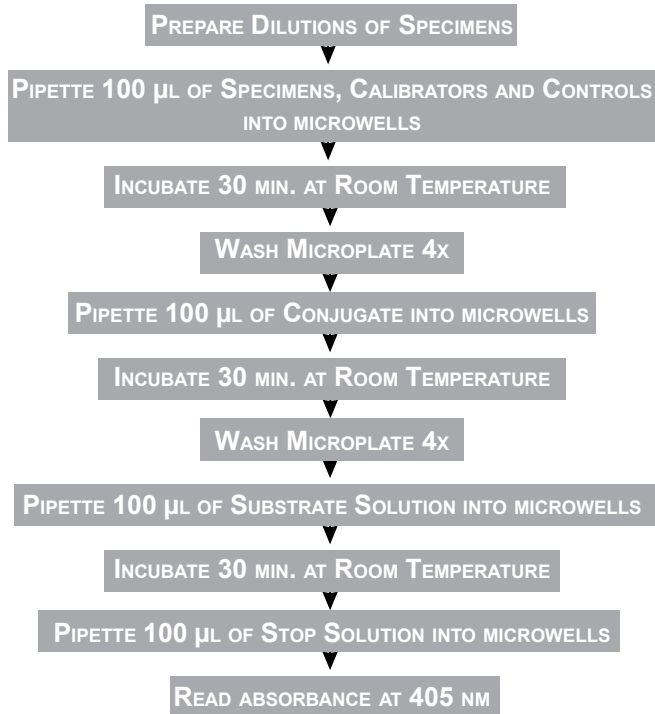 Prepare Dilutions of Specimens
Pipette 100 µl of Specimens, Calibrators and Controls
into microwells
Incubate 30 min. at Room Temperature
Wash Microplate 4x
Pipette 100 µl of Conjugate into microwells
Incubate 30 min. at Room Temperature
Wash Microplate 4x
Pipette 100 µl of Substrate Solution into microwells
Incubate 30 min. at Room Temperature
Pipette 100 µl of Stop Solution into microwells
Read absorbance at 405 nm